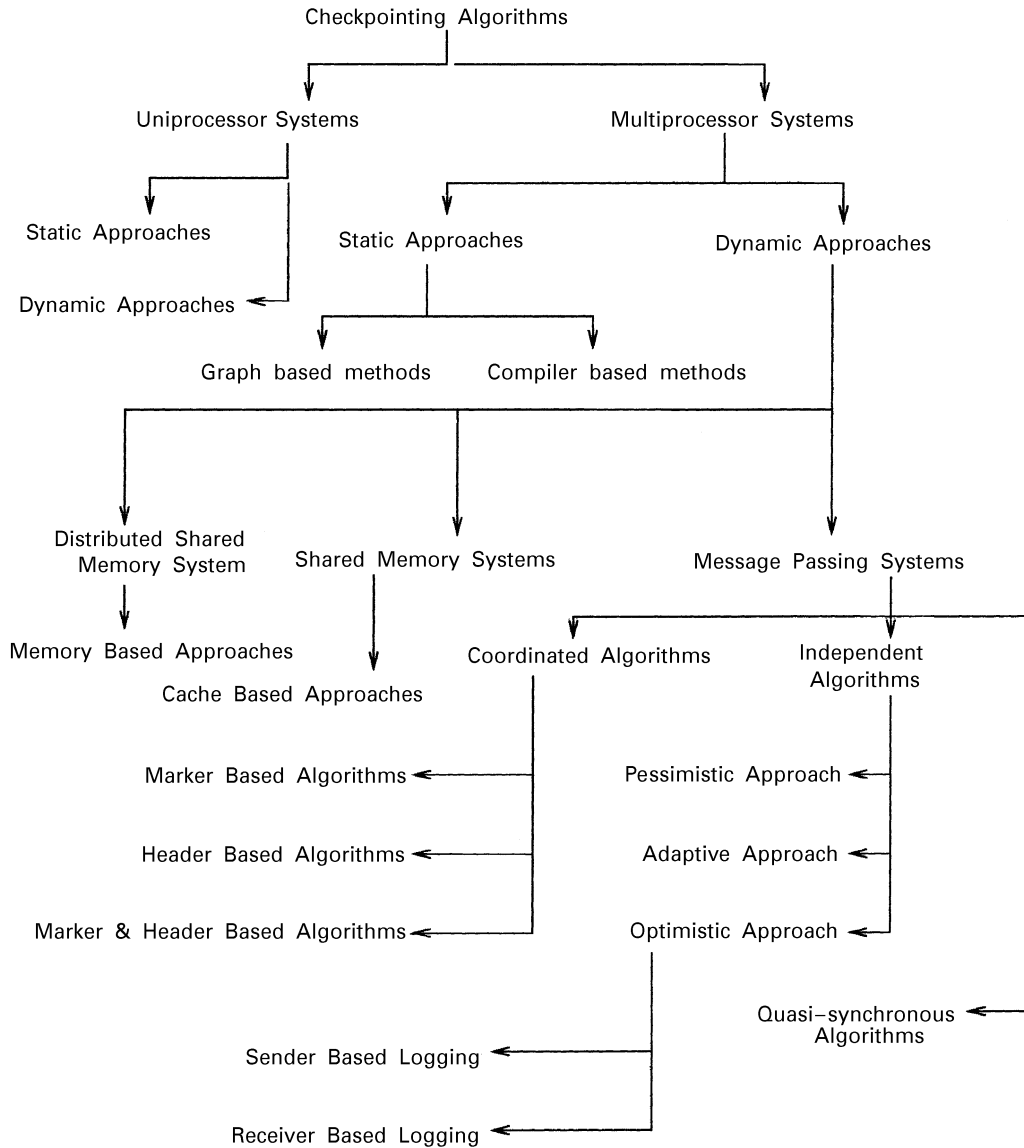 Checkpointing Algorithms
Uniprocessor Systems
Multiprocessor Systems
Static Approaches
Static Approaches
Dynamic Approaches
Dynamic Approaches
Graph based methods
Compiler based methods
Distributed Shared
Memory System
Shared Memory Systems
Message Passing Systems
Memory Based Approaches
Cache Based Approaches
Coordinated Algorithms
Independent
Algorithms
Marker Based Algorithms
Pessimistic Approach
Header Based Algorithms
Adaptive Approach
Marker & Header Based Algorithms
Optimistic Approach
Quasi-synchronous
Algorithms
Sender Based Logging
Receiver Based Logging